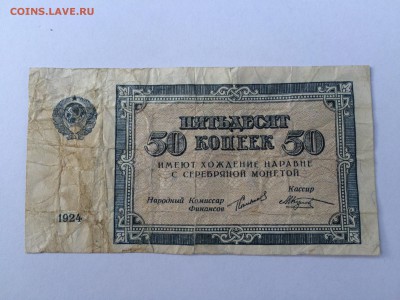 COINS.LAVE.RU
ПЯТЬДЕСЯТ
50 КОПЕЕК 50
ИМЕЮТ ХОЖДЕНИЕ НАРАВНЕ
С СЕРЕБРЯНОЙ МОНЕТОЙ
Кассир
Народный Комиссар
Финансов
1924